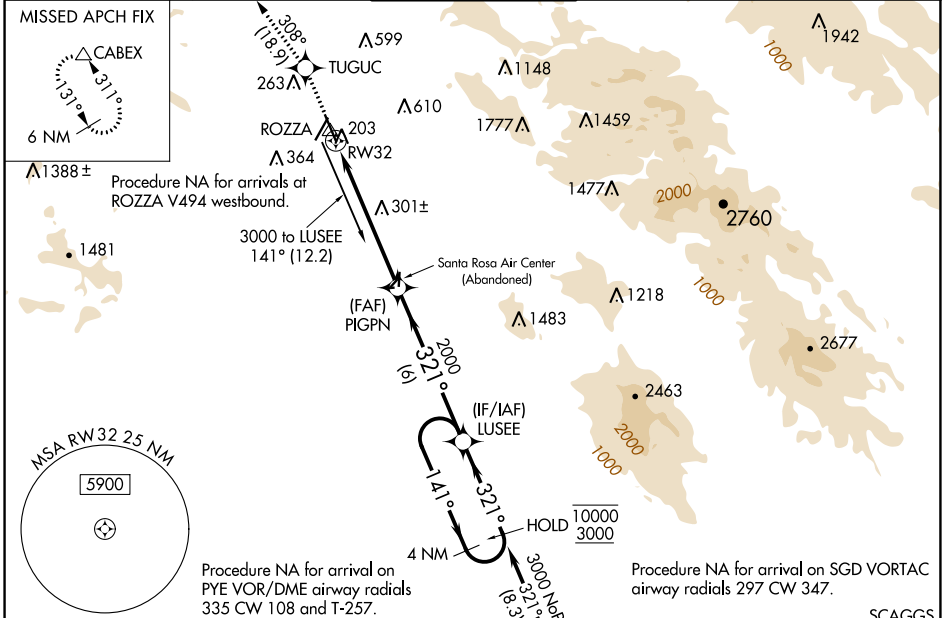 MISSED APCH FIX
CABEX
131°
311°
6 NM
308°
(18.9)
TUGUC
599
263
610
ROZZA
203
RW32
364
1388 ±
Procedure NA for arrivals at
ROZZA V494 westbound.
301±
3000 to LUSEE
141° (12.2)
1481
1148
1777
1459
1477
2000
2760
1942
1000
1000
Santa Rosa Air Center
(Abandoned)
(FAF)
PIGPN
1218
1483
2677
2463
2000
1000
2000
321°
(6)
(IF/IAF)
LUSEE
141°
321°
HOLD
10000
3000
4 NM
3000 NoP
321°
(8.3)
MSA RW32 25 NM
5900
Procedure NA for arrival on
PYE VOR/DME airway radials
335 CW 108 and T-257.
Procedure NA for arrival on SGD VORTAC
airway radials 297 CW 347.
SCAGGS